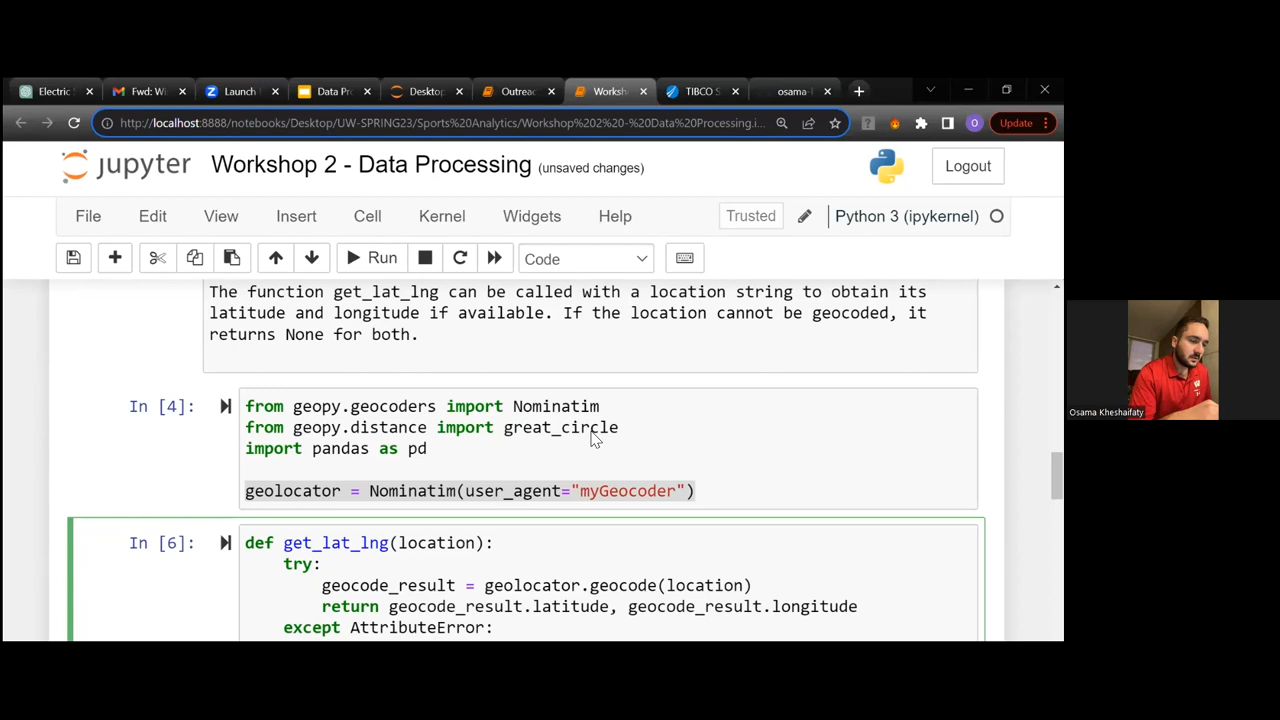 Electric
Fwd: Wi
Launch
Data Pr
Desktop
Outreac
Worksh
TIBCO S
osama-
http://localhost:8888/notebooks/Desktop/UW-SPRING23/Sports%20Analytics/Workshop%202%20-%20Data%20Processing.i...
O
Update
jupyter Workshop 2 - Data Processing (unsaved changes)
Logout
File Edit View Insert Cell Kernel Widgets Help
Trusted
Python 3 (ipykernel)
Run
Code
The function get_lat_lng can be called with a location string to obtain its
latitude and longitude if available. If the location cannot be geocoded, it
returns None for both.
In [4]:
from geopy.geocoders import Nominatim
from geopy.distance import great_circle
import pandas as pd
geolocator = Nominatim(user_agent="myGeocoder")
In [6]:
def get_lat_lng(location):
try:
geocode_result = geolocator.geocode(location)
return geocode_result.latitude, geocode_result.longitude
except AttributeError:
Osama Kheshaifaty